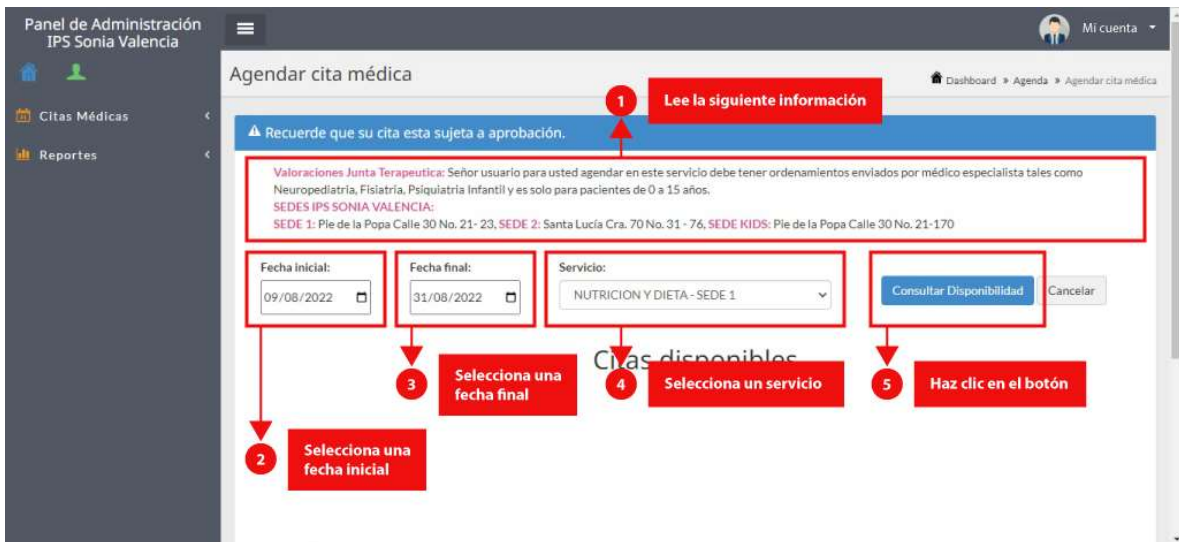 Panel de Administración
IPS Sonia Valencia
Mi cuenta
Citas Médicas
Reportes
Agendar cita médica
Dashboard » Agenda » Agendar cita médica
1 Lee la siguiente información
Recuerde que su cita esta sujeta a aprobación.
Valoraciones Junta Terapeutica: Señor usuario para usted agendar en este servicio debe tener ordenamientos enviados por médico especialista tales como
Neuropediatria, Fisiatría, Psiquiatria Infantil y es solo para pacientes de 0 a 15 años.
SEDES IPS SONIA VALENCIA:
SEDE 1: Pie de la Popa Calle 30 No. 21- 23, SEDE 2: Santa Lucía Cra. 70 No. 31 - 76, SEDE KIDS: Pie de la Popa Calle 30 No. 21-170
Fecha inicial:
09/08/2022
Fecha final:
31/08/2022
Servicio:
NUTRICION Y DIETA - SEDE 1
Consultar Disponibilidad
Cancelar
Citas disponibles
2 Selecciona una
fecha inicial
3 Selecciona una
fecha final
4 Selecciona un servicio
5 Haz clic en el botón